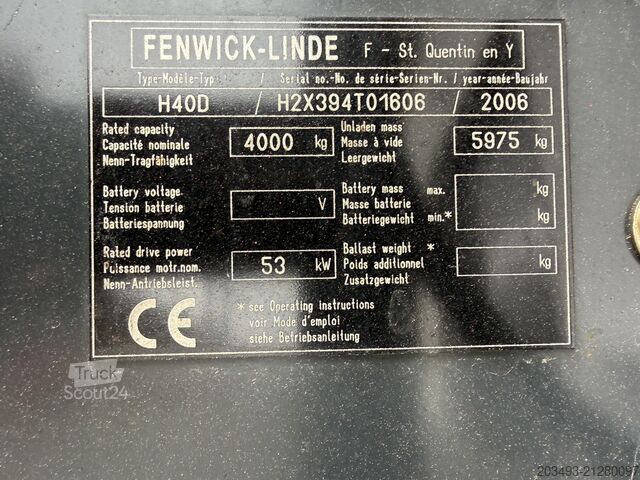 FENWICK-LINDE F - St. Quentin en Y
Type-Modèle-Typ / Serial no.-No. de série-Serien-Nr. / year-année-Baujahr
H40D / H2X394T01606 / 2006
Rated capacity
Capacité nominale 4000 kg
Nenn-Tragfähigkeit
Unladen mass
Masse à vide 5975 kg
Leergewicht
Battery voltage
Tension batterie V
Batteriespannung
Battery mass max. kg
Masse batterie
Batteriegewicht min.* kg
Rated drive power
Puissance motr.nom. 53 kW
Nenn-Antriebsleist.
Ballast weight *
Poids additionnel kg
Zusatzgewicht
CE
* see Operating instructions
voir Mode d'emploi
siehe Betriebsanleitung
Truck
Scout24
203493-21280097